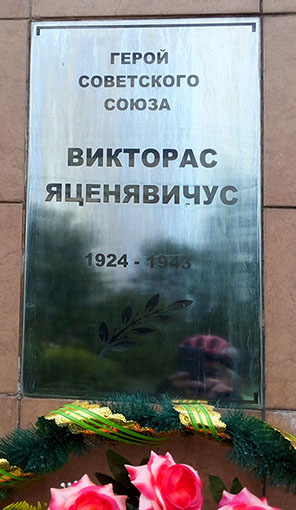 ГЕРОЙ
СОВЕТСКОГО
СОЮЗА
ВИКТОРАС
ЯЦЕНЯВИЧУС
1924 - 1943